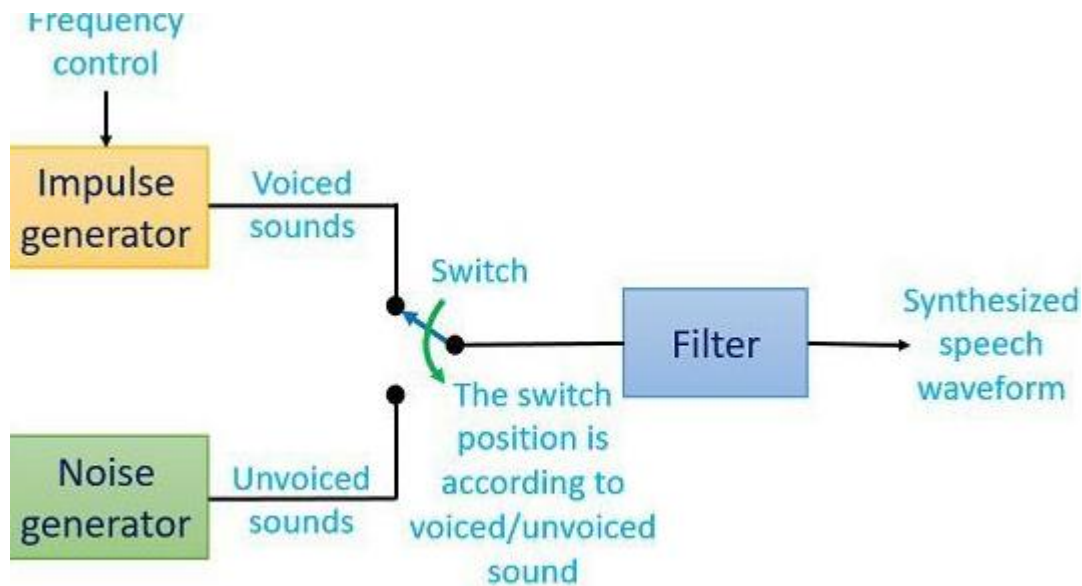 Frequency
control
Impulse
generator
Voiced
sounds
Switch
Filter
Synthesized
speech
waveform
The switch
position is
according to
voiced/unvoiced
sound
Noise
generator
Unvoiced
sounds